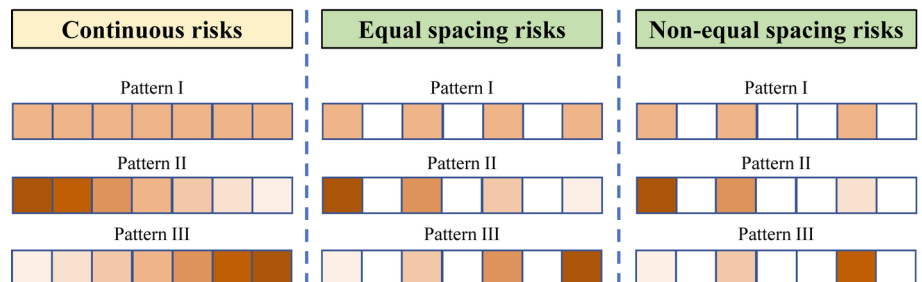 Continuous risks
Equal spacing risks
Non-equal spacing risks
Pattern I
Pattern I
Pattern I
Pattern II
Pattern II
Pattern II
Pattern III
Pattern III
Pattern III